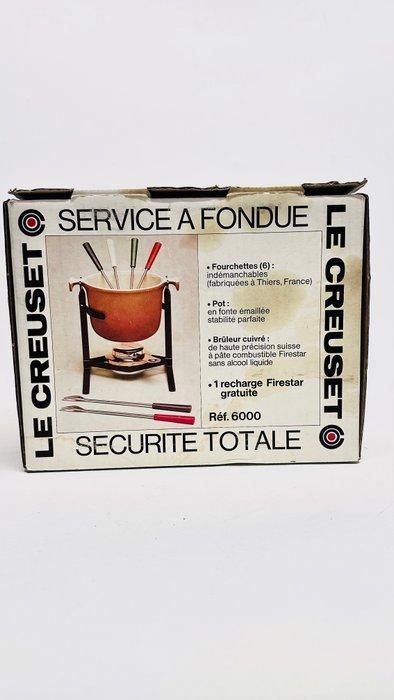 SERVICE A FONDUE
LE CREUSET
• Fourchettes (6) :
indémanchables
(fabriquées à Thiers, France)
• Pot :
en fonte émaillée
stabilité parfaite
• Brûleur cuivré :
de haute précision suisse
à pâte combustible Firestar
sans alcool liquide
• 1 recharge Firestar
gratuite
Réf. 6000
LE CREUSET
SECURITE TOTALE